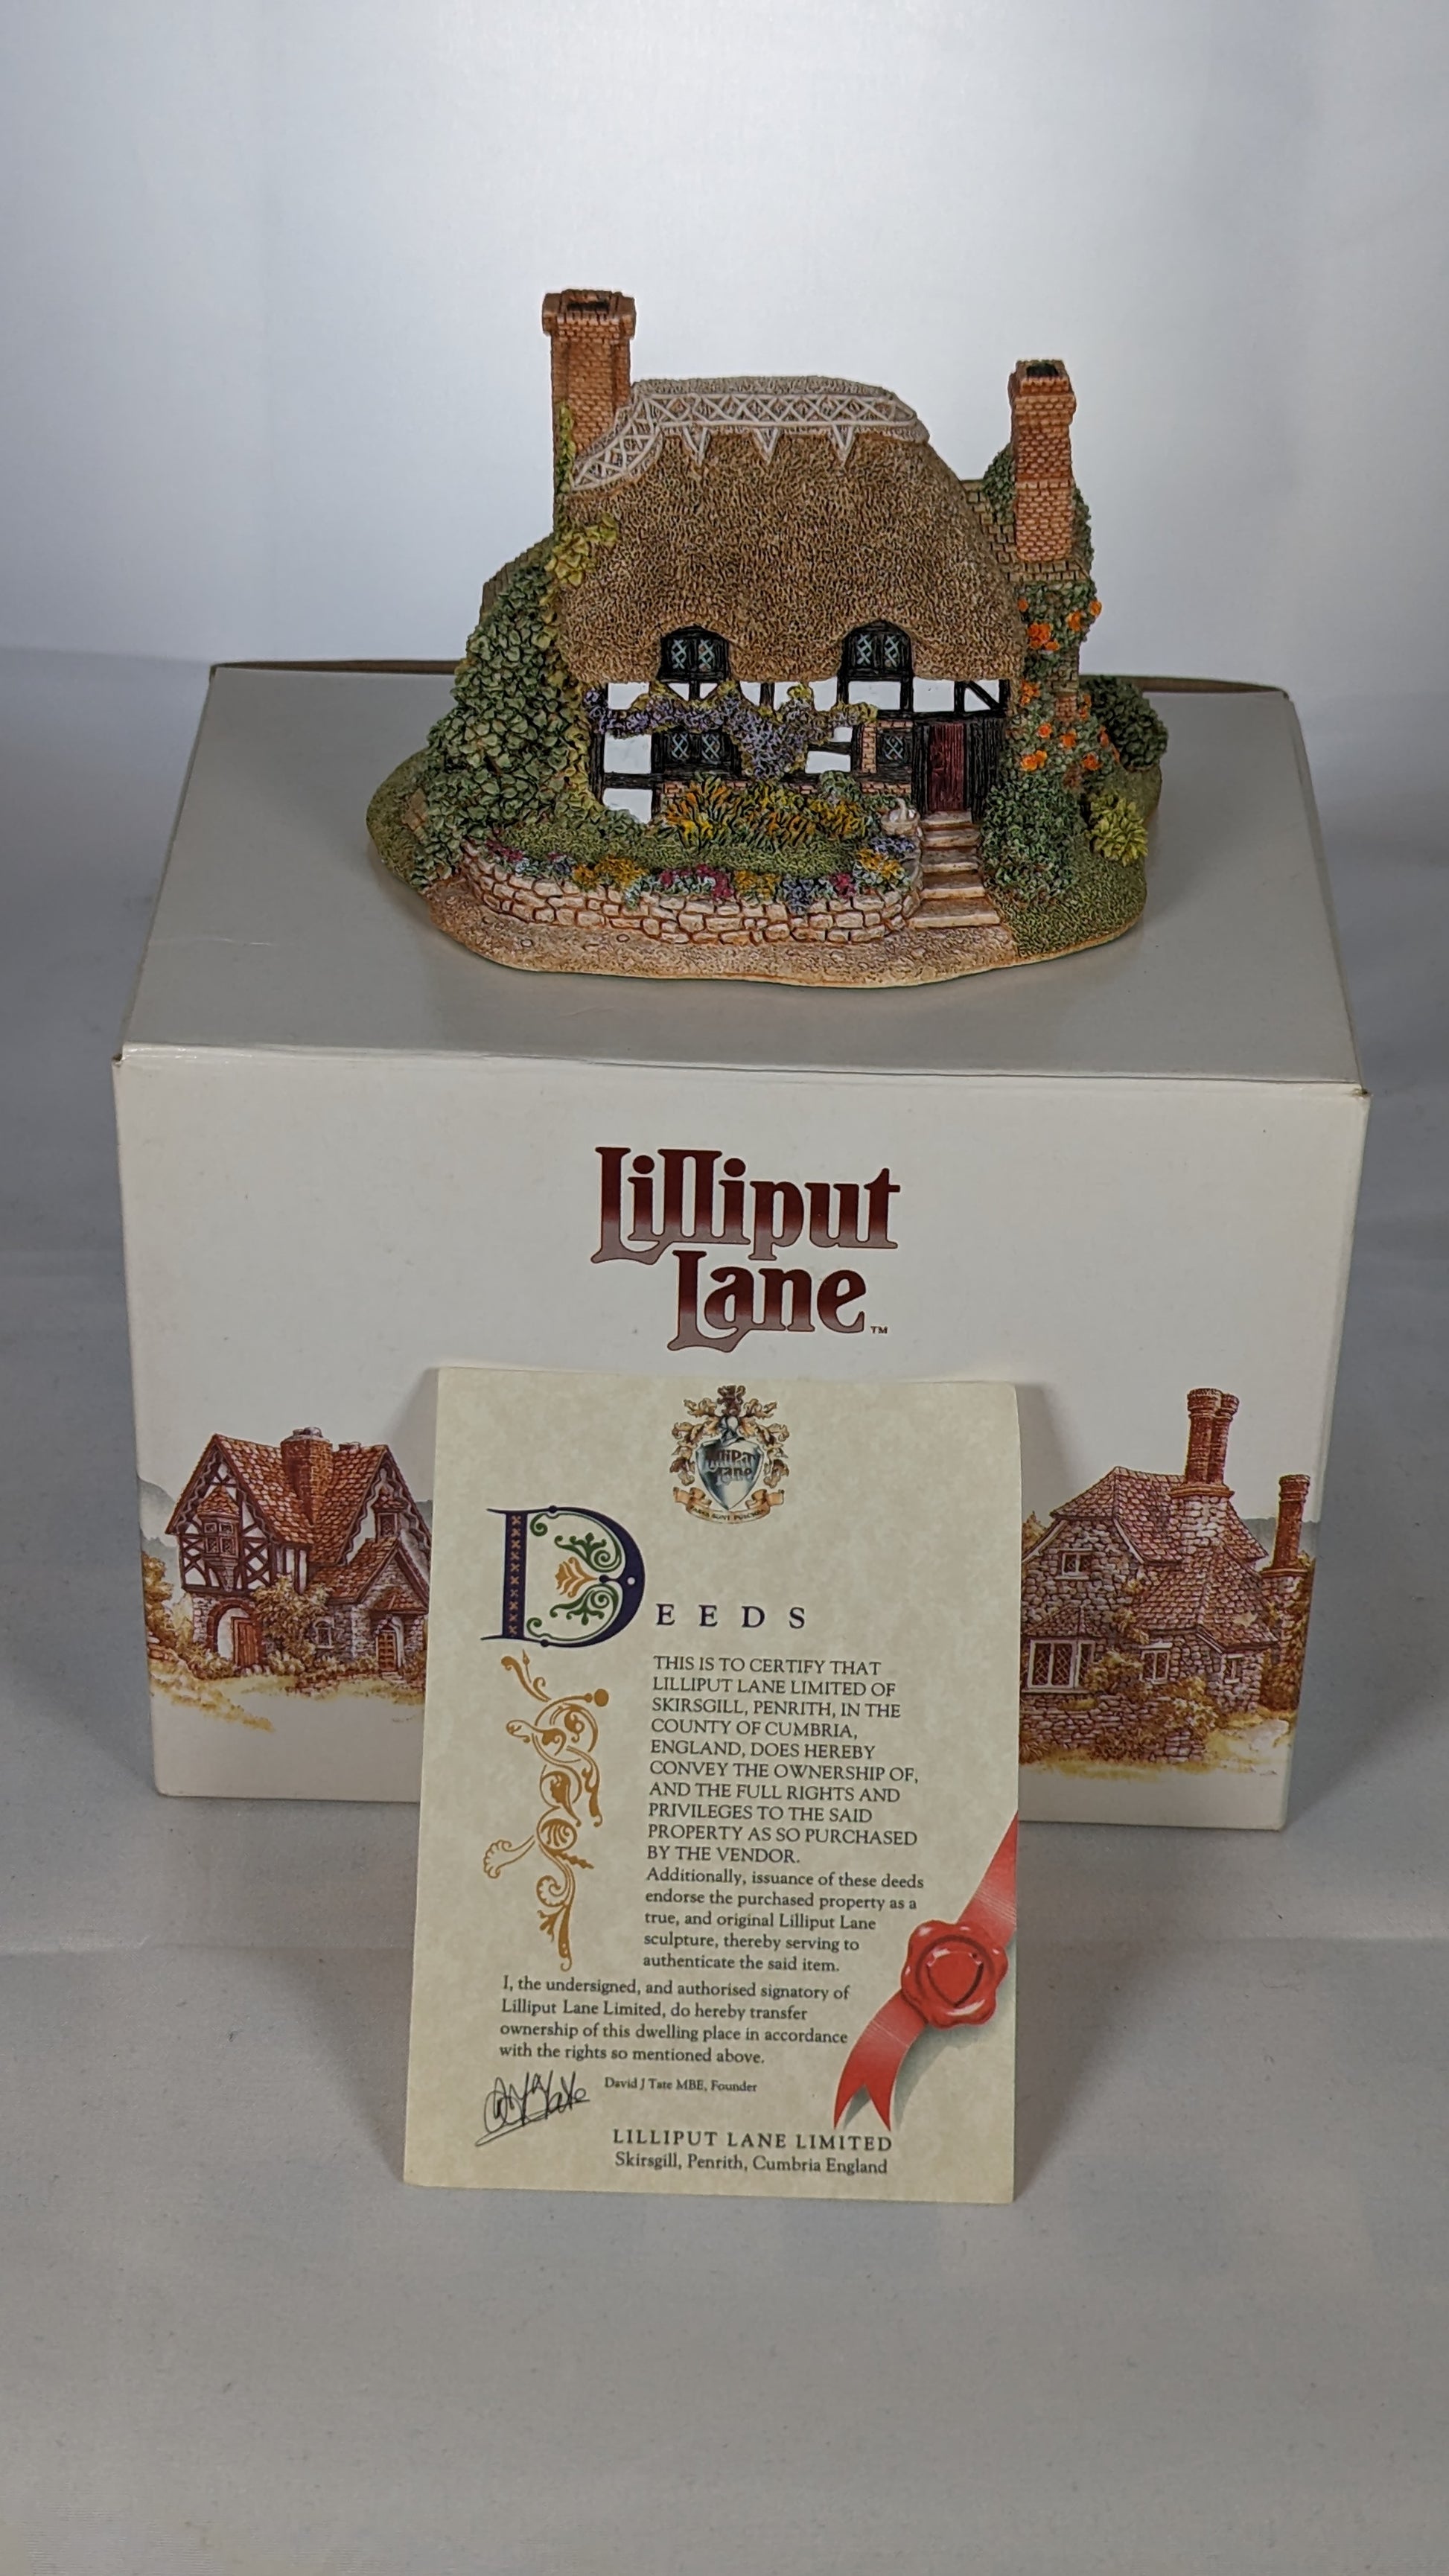 Lilliput
Lane™
Lilliput
Lane
DEEDS
THIS IS TO CERTIFY THAT
LILLIPUT LANE LIMITED OF
SKIRSGILL, PENRITH, IN THE
COUNTY OF CUMBRIA,
ENGLAND, DOES HEREBY
CONVEY THE OWNERSHIP OF,
AND THE FULL RIGHTS AND
PRIVILEGES TO THE SAID
PROPERTY AS SO PURCHASED
BY THE VENDOR.
Additionally, issuance of these deeds
endorse the purchased property as a
true, and original Lilliput Lane
sculpture, thereby serving to
authenticate the said item.
I, the undersigned, and authorised signatory of
Lilliput Lane Limited, do hereby transfer
ownership of this dwelling place in accordance
with the rights so mentioned above.
David J Tate MBE, Founder
LILLIPUT LANE LIMITED
Skirsgill, Penrith, Cumbria England